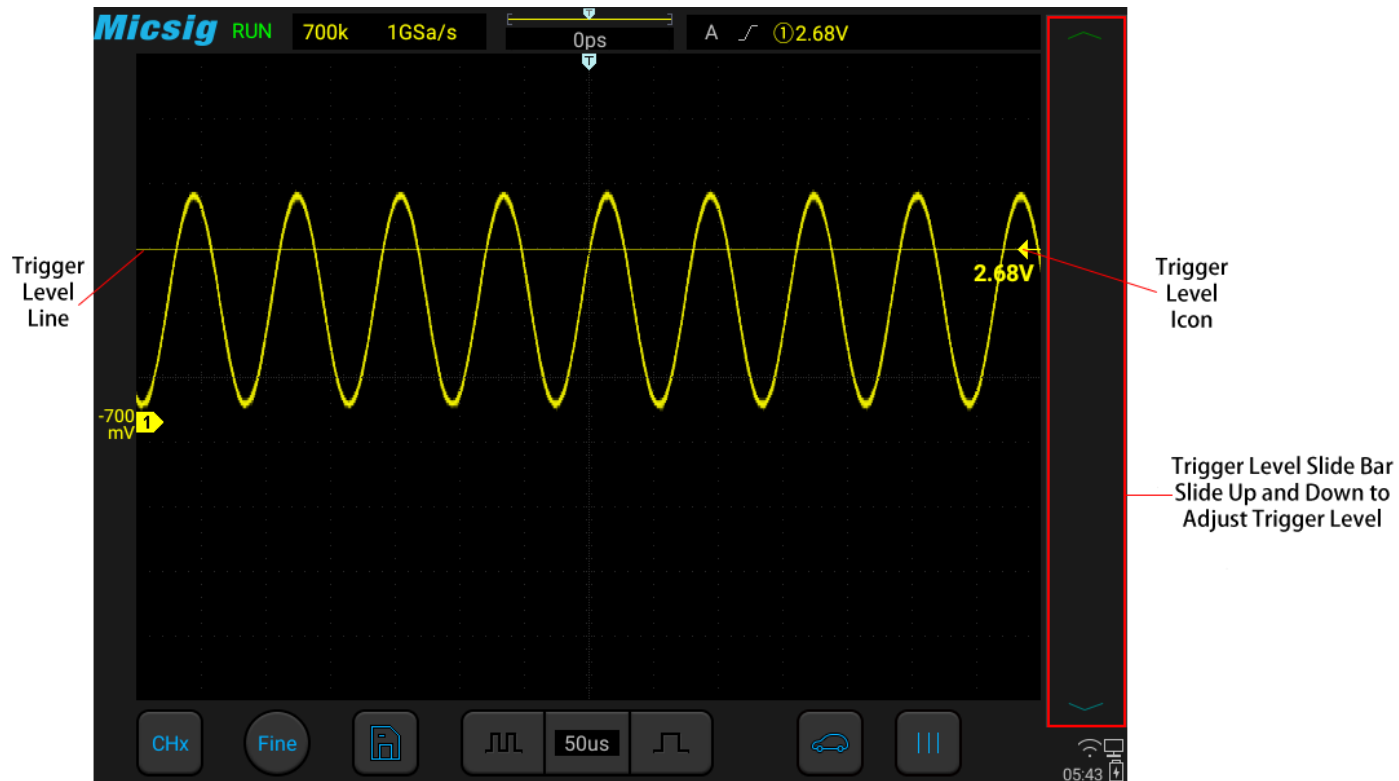 Micsig RUN 700k 1GSa/s 0ps A ①2.68V
T
T
Trigger
Level
Line
2.68V
Trigger
Level
Icon
-700
mV
1
Trigger Level Slide Bar
Slide Up and Down to
Adjust Trigger Level
CHx Fine 50us
05:43